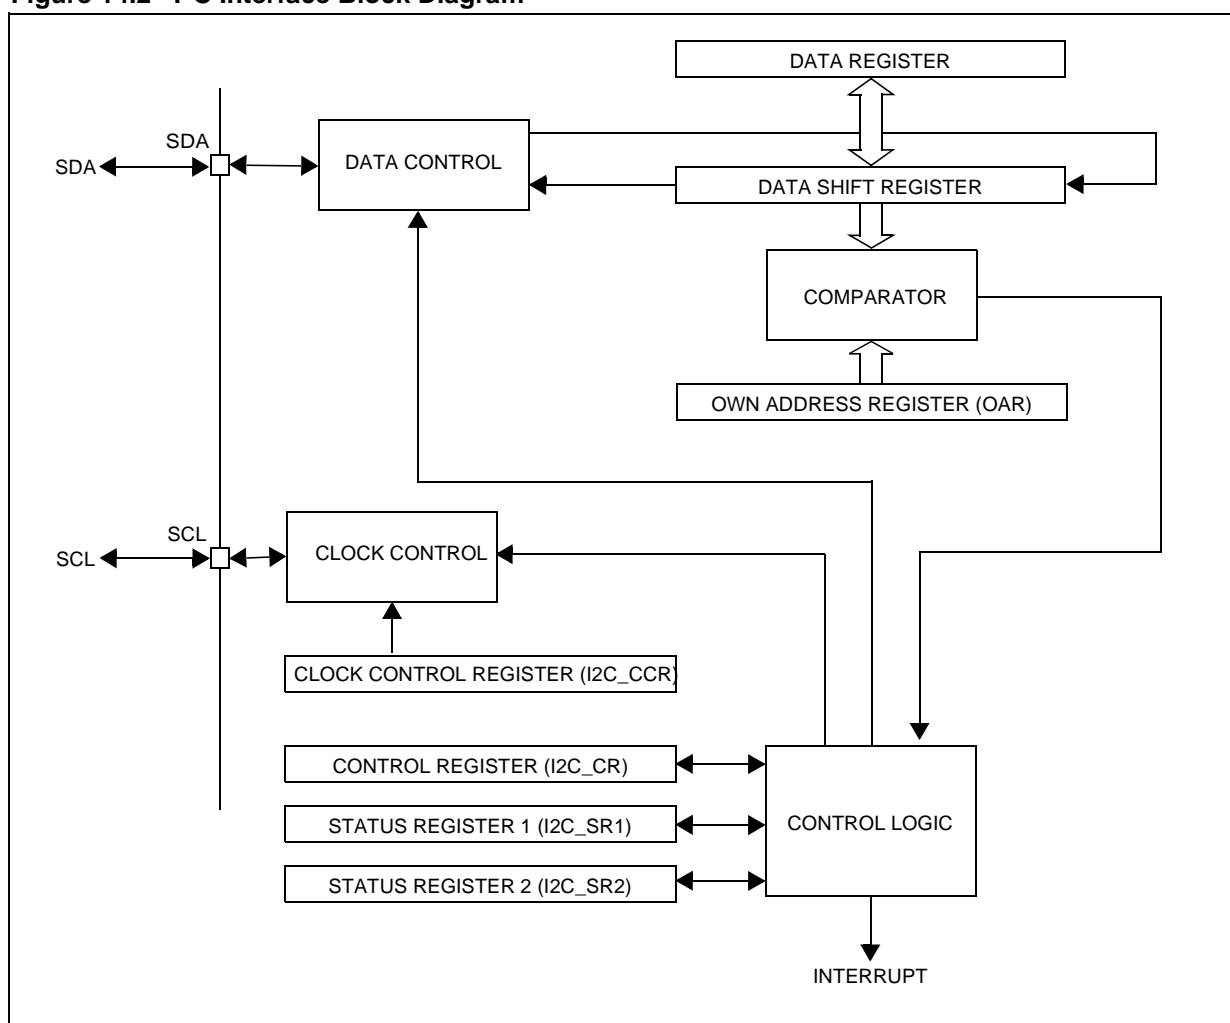 DATA REGISTER
SDA
SDA
DATA CONTROL
DATA SHIFT REGISTER
COMPARATOR
OWN ADDRESS REGISTER (OAR)
SCL
SCL
CLOCK CONTROL
CLOCK CONTROL REGISTER (I2C_CCR)
CONTROL REGISTER (I2C_CR)
STATUS REGISTER 1 (I2C_SR1)
CONTROL LOGIC
STATUS REGISTER 2 (I2C_SR2)
INTERRUPT